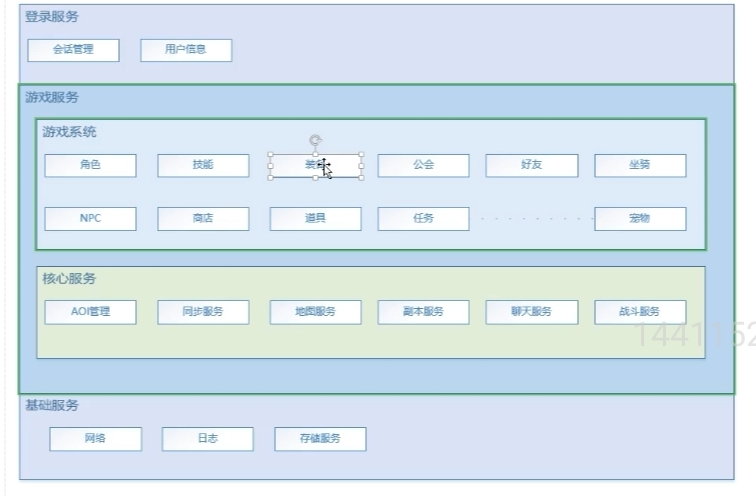 登录服务
会话管理 用户信息
游戏服务
游戏系统
角色 技能 装备 公会 好友 坐骑
NPC 商店 道具 任务 . . . . . . . . . 宠物
核心服务
AOI管理 同步服务 地图服务 副本服务 聊天服务 战斗服务
1441152
基础服务
网络 日志 存储服务